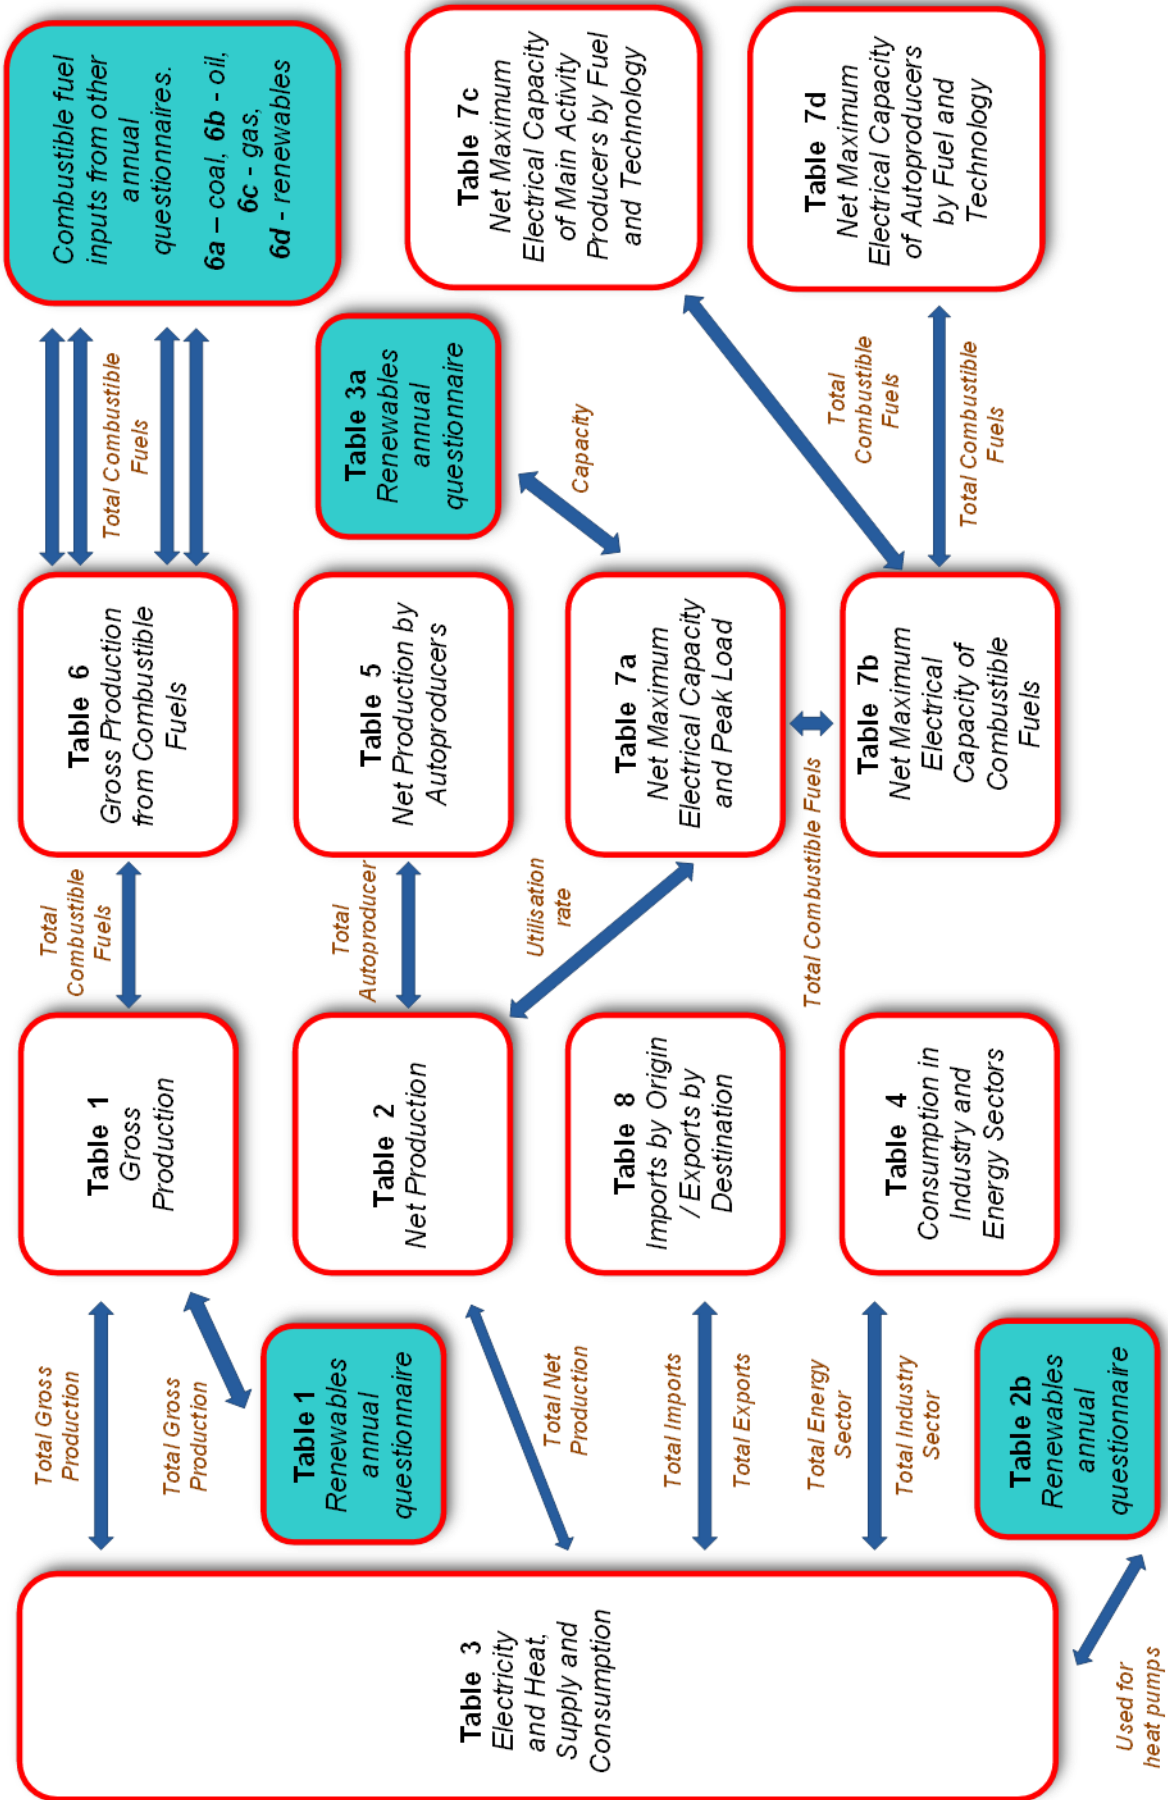 Table 3
Electricity
and Heat,
Supply and
Consumption
Total Gross
Production
Total Gross
Production
Table 1
Renewables
annual
questionnaire
Total Net
Production
Total Imports
Total Exports
Total Energy
Sector
Total Industry
Sector
Used for
heat pumps
Table 2b
Renewables
annual
questionnaire
Table 1
Gross
Production
Table 2
Net Production
Table 8
Imports by Origin
/ Exports by
Destination
Table 4
Consumption in
Industry and
Energy Sectors
Total
Combustible
Fuels
Total
Autoproducer
Utilisation
rate
Total Combustible Fuels
Table 6
Gross Production
from Combustible
Fuels
Table 5
Net Production by
Autoproducers
Table 7a
Net Maximum
Electrical Capacity
and Peak Load
Table 7b
Net Maximum
Electrical
Capacity of
Combustible
Fuels
Total Combustible
Fuels
Table 3a
Renewables
annual
questionnaire
Capacity
Total
Combustible
Fuels
Total Combustible
Fuels
Combustible fuel
inputs from other
annual
questionnaires.
6a – coal, 6b - oil,
6c - gas,
6d - renewables
Table 7c
Net Maximum
Electrical Capacity
of Main Activity
Producers by Fuel
and Technology
Table 7d
Net Maximum
Electrical Capacity
of Autoproducers
by Fuel and
Technology